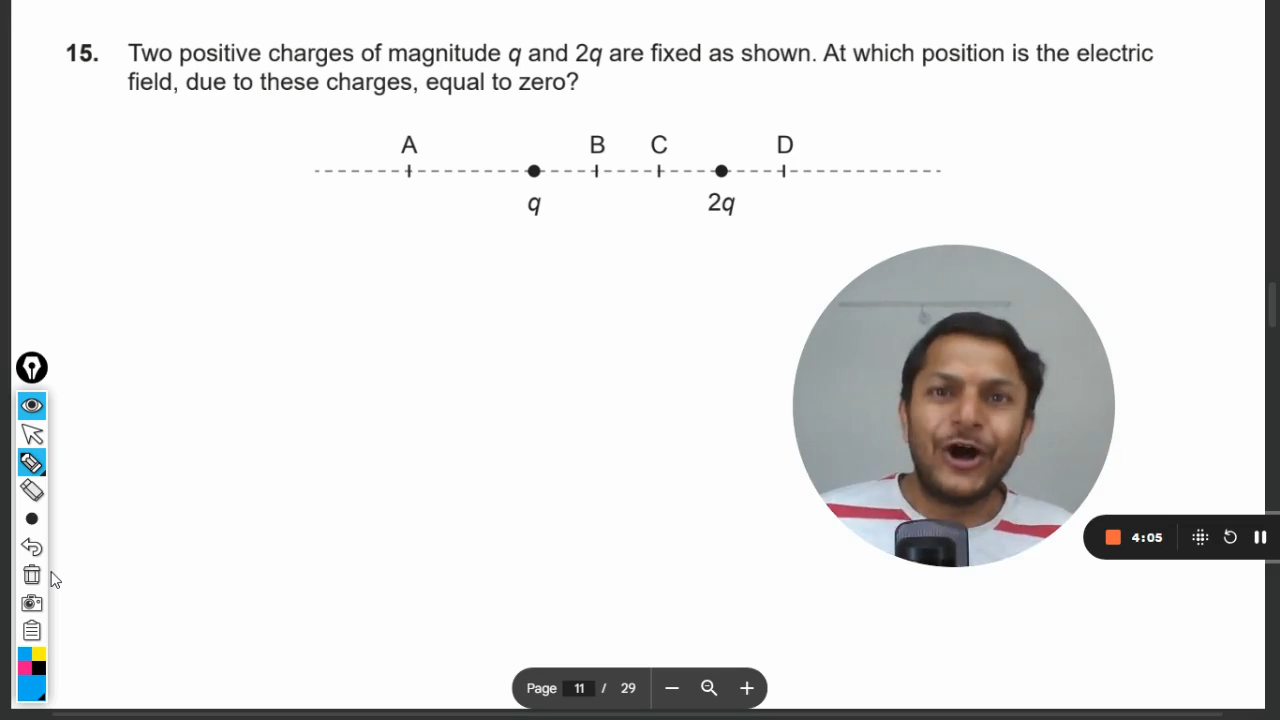 15. Two positive charges of magnitude q and 2q are fixed as shown. At which position is the electric
field, due to these charges, equal to zero?
A B C D
q 2q
4:05
Page 11 / 29